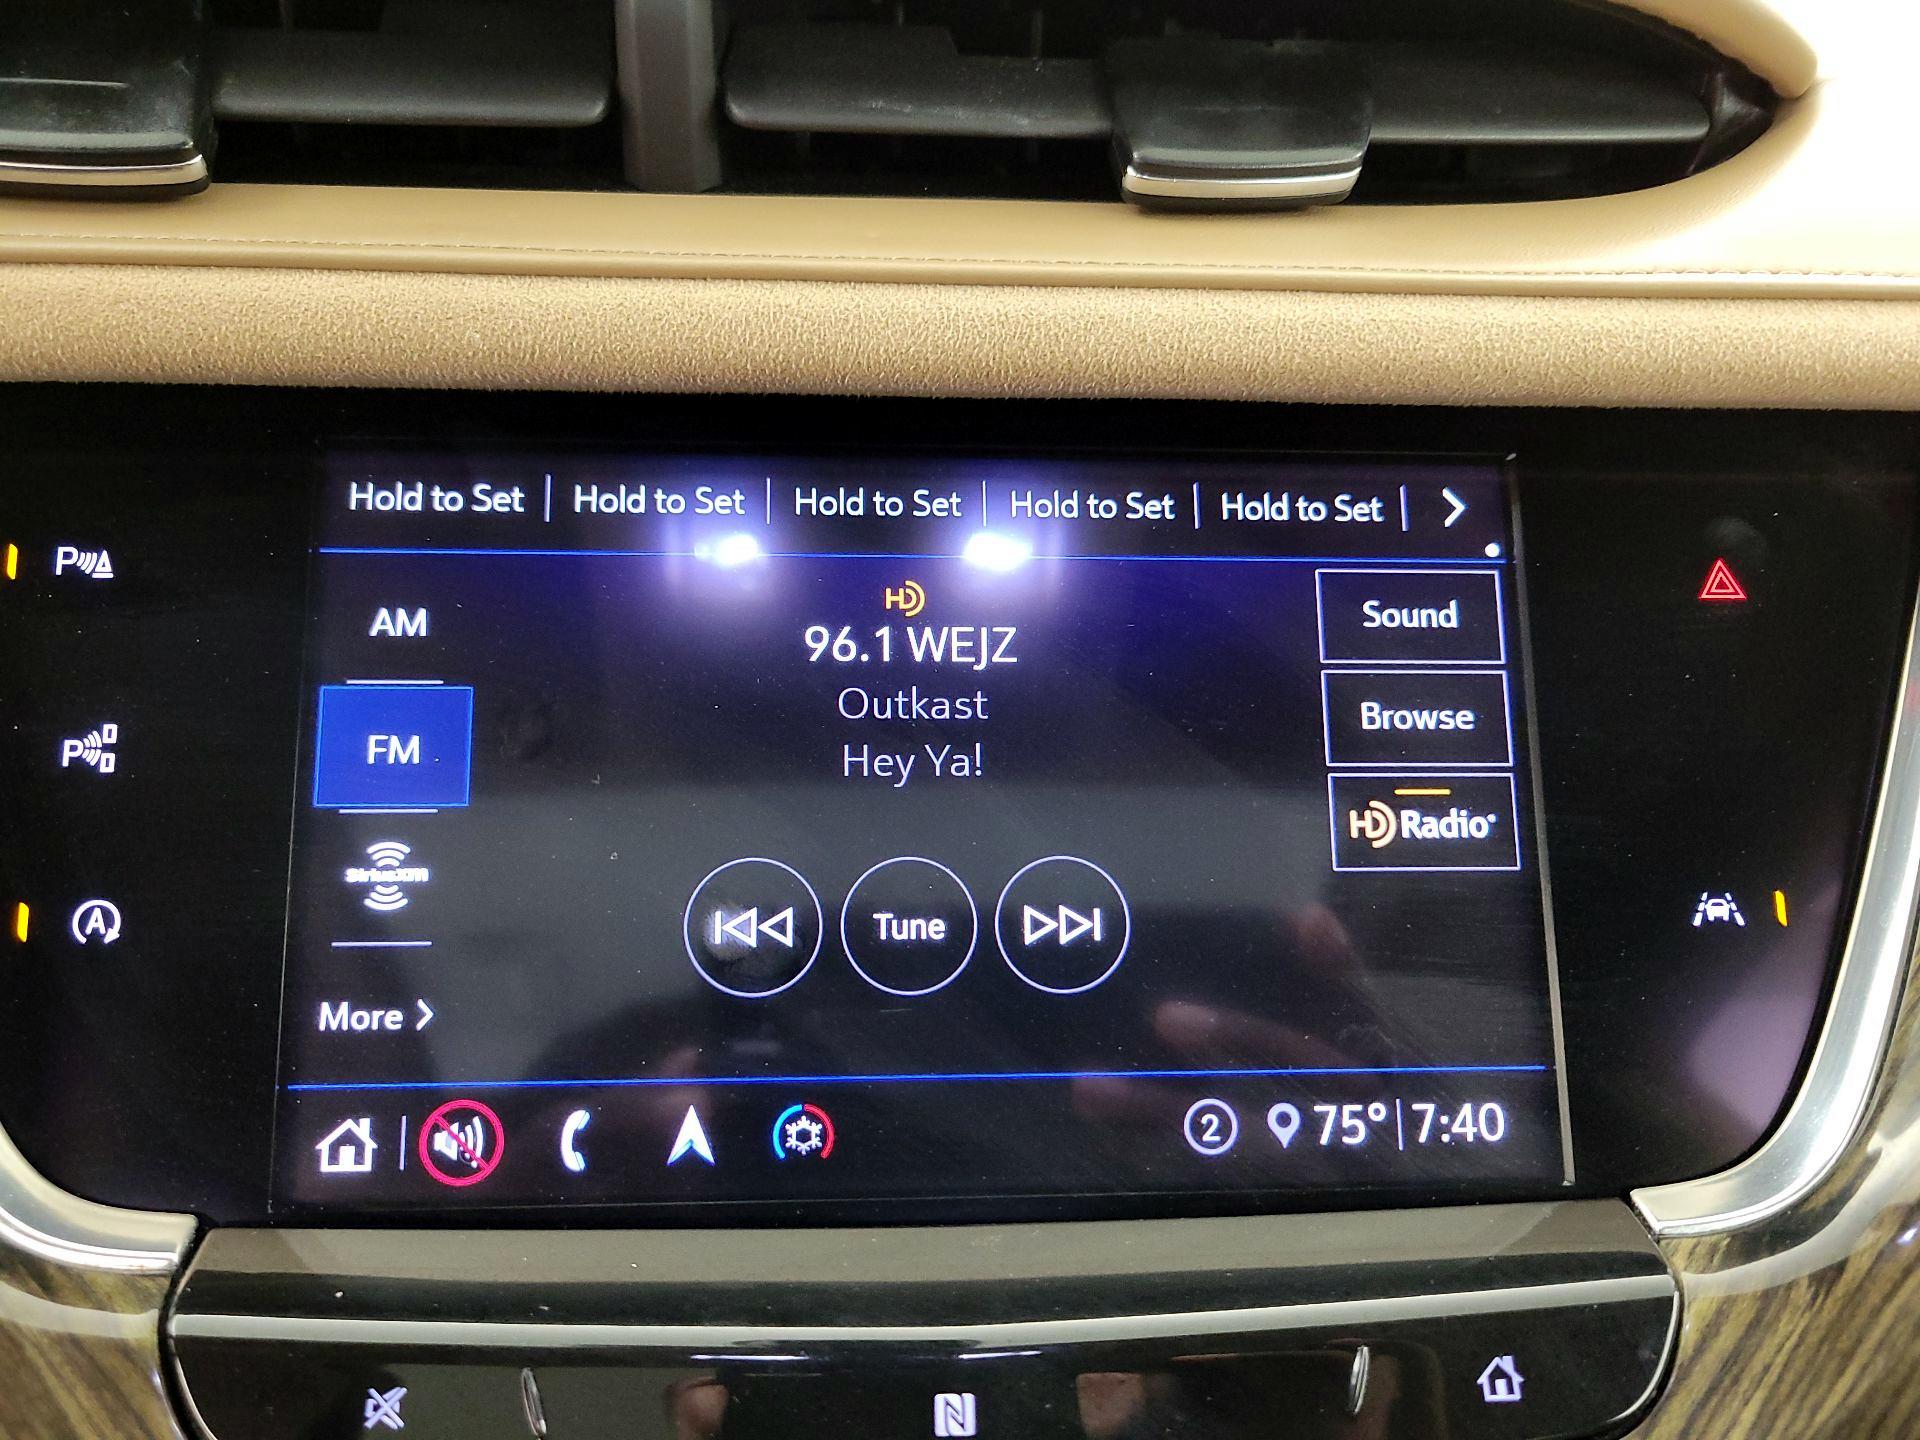 Hold to Set | Hold to Set | Hold to Set | Hold to Set | Hold to Set | >
P
AM
HD
96.1 WEJZ
Sound
Outkast
Browse
P
FM
Hey Ya!
HD Radio
SiriusXM
A
Tune
More >
2 75° | 7:40
N